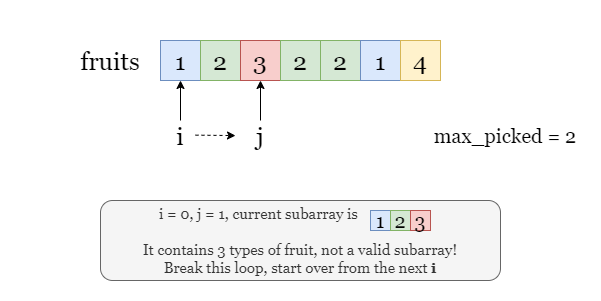 fruits 1 2 3 2 2 1 4
i j
max_picked = 2
i = 0, j = 1, current subarray is 1 2 3
It contains 3 types of fruit, not a valid subarray!
Break this loop, start over from the next i